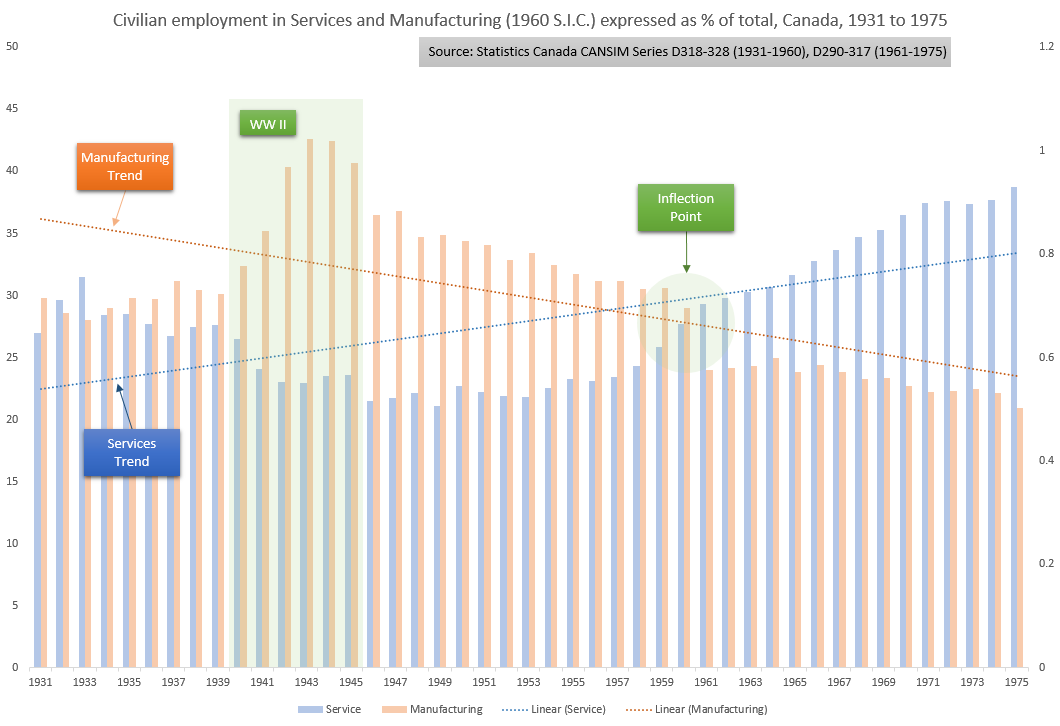 Civilian employment in Services and Manufacturing (1960 S.I.C.) expressed as % of total, Canada, 1931 to 1975
Source: Statistics Canada CANSIM Series D318-328 (1931-1960), D290-317 (1961-1975)
50
45
40
35
30
25
20
15
10
5
0
1.2
1
0.8
0.6
0.4
0.2
0
WW II
Manufacturing
Trend
Inflection
Point
Services
Trend
1931 1933 1935 1937 1939 1941 1943 1945 1947 1949 1951 1953 1955 1957 1959 1961 1963 1965 1967 1969 1971 1973 1975
Service Manufacturing Linear (Service) Linear (Manufacturing)